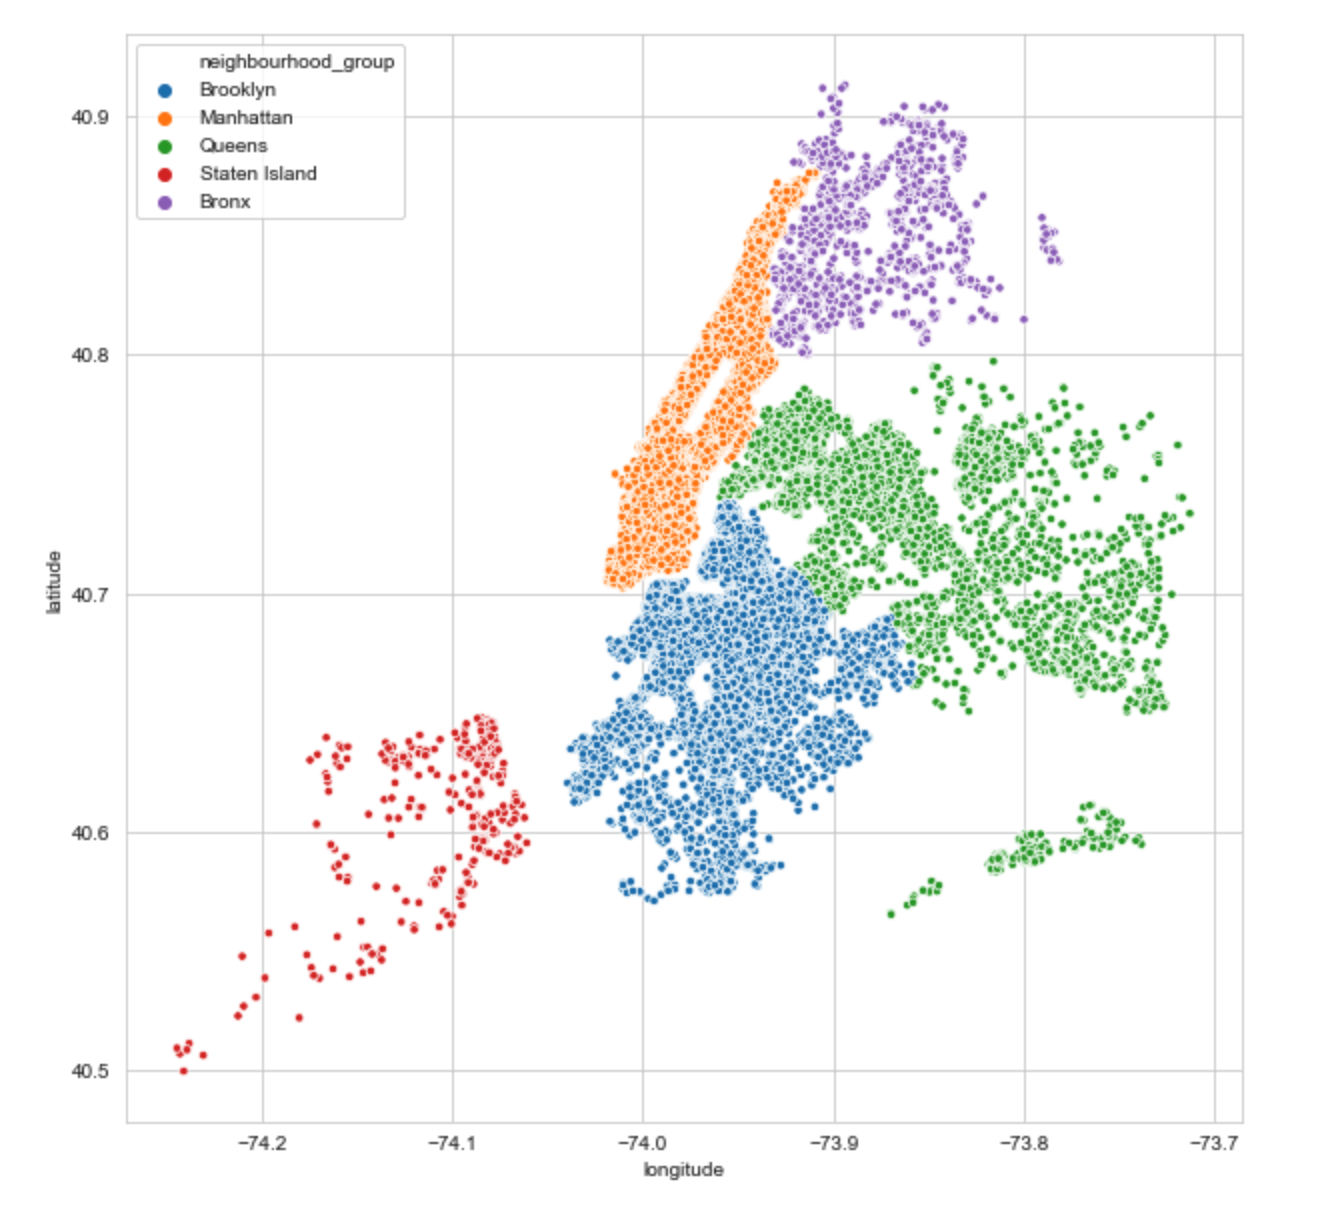 neighbourhood_group
Brooklyn
Manhattan
Queens
Staten Island
Bronx
40.9
40.8
40.7
40.6
40.5
latitude
−74.2
−74.1
−74.0
−73.9
−73.8
−73.7
longitude